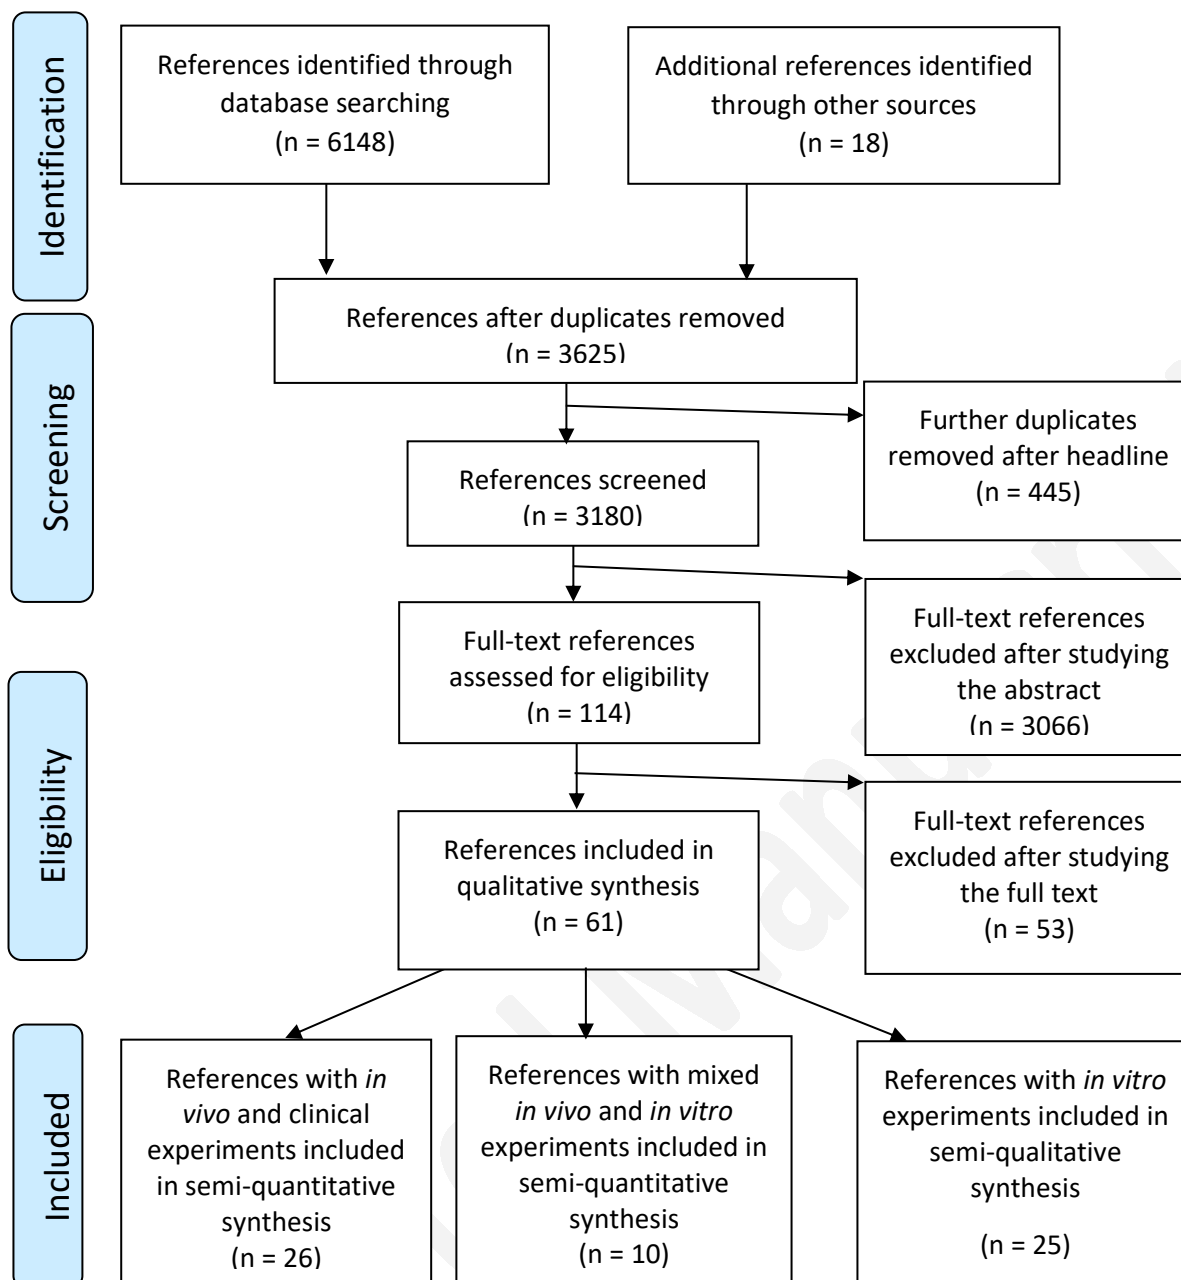 Identification
References identified through
database searching
(n = 6148)
Additional references identified
through other sources
(n = 18)
References after duplicates removed
(n = 3625)
Screening
Further duplicates
removed after headline
(n = 445)
References screened
(n = 3180)
Full-text references
excluded after studying
the abstract
(n = 3066)
Full-text references
assessed for eligibility
(n = 114)
Eligibility
Full-text references
excluded after studying
the full text
(n = 53)
References included in
qualitative synthesis
(n = 61)
Included
References with in
vivo and clinical
experiments included
in semi-quantitative
synthesis
(n = 26)
References with mixed
in vivo and in vitro
experiments included in
semi-quantitative
synthesis
(n = 10)
References with in vitro
experiments included in
semi-qualitative
synthesis
(n = 25)